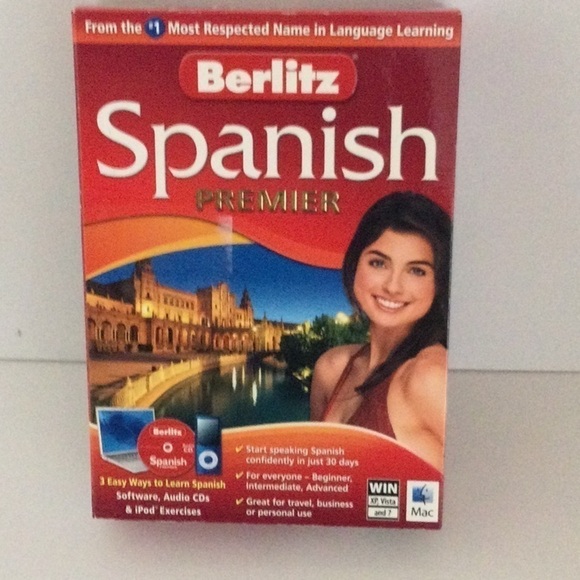 From the #1 Most Respected Name in Language Learning
Berlitz
Spanish
PREMIER
Berlitz
Audio CD
Spanish
3 Easy Ways to Learn Spanish
Software, Audio CDs
& iPod® Exercises
✓ Start speaking Spanish
confidently in just 30 days
✓ For everyone – Beginner,
Intermediate, Advanced
✓ Great for travel, business
or personal use
WIN
XP, Vista
and 7
Mac